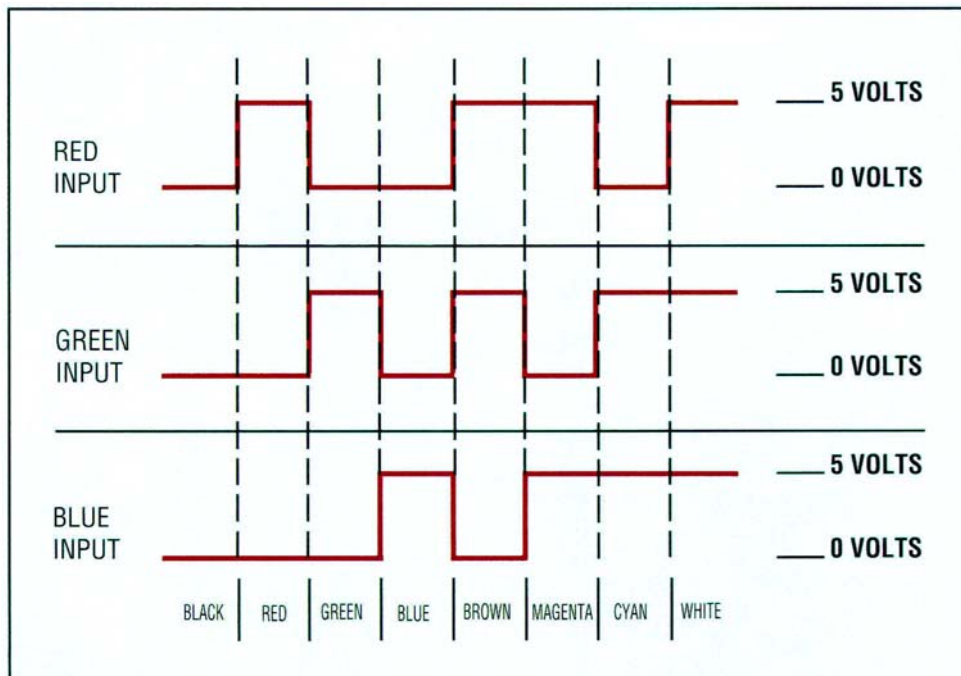 5 VOLTS
RED
INPUT
0 VOLTS
5 VOLTS
GREEN
INPUT
0 VOLTS
5 VOLTS
BLUE
INPUT
0 VOLTS
BLACK RED GREEN BLUE BROWN MAGENTA CYAN WHITE